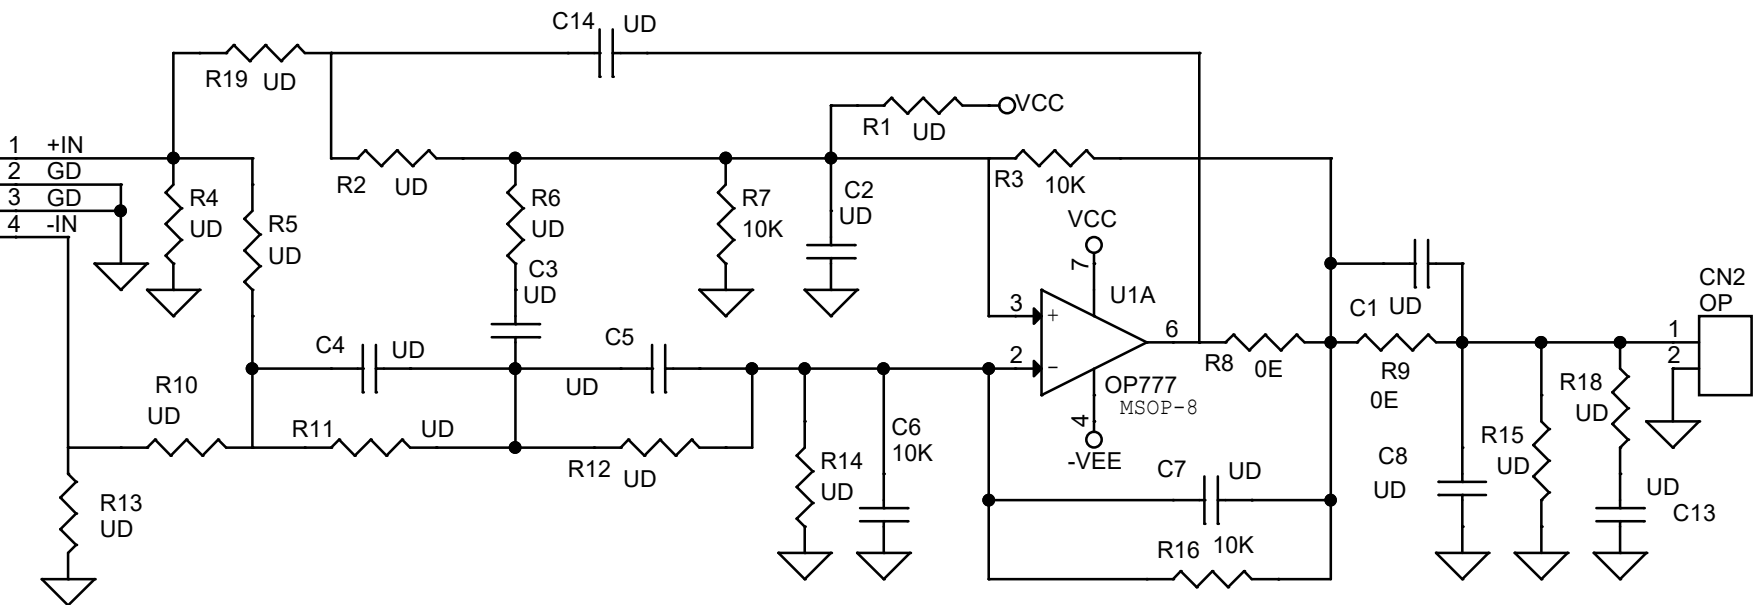 C14 UD
R19 UD
R1 UD
VCC
1 +IN
2 GD
3 GD
4 -IN
R2 UD
R3 10K
R4
UD
R5
UD
R6
UD
R7
10K
C2
UD
VCC
7
C3
UD
3
+
U1A
6
2
-
4
OP777
MSOP-8
-VEE
R8 0E
C1 UD
R9
0E
CN2
OP
1
2
C4 UD
C5
UD
R10
UD
R11 UD
R12 UD
R13
UD
R14
UD
C6
10K
C7 UD
R16 10K
C8
UD
R15
UD
R18
UD
UD
C13